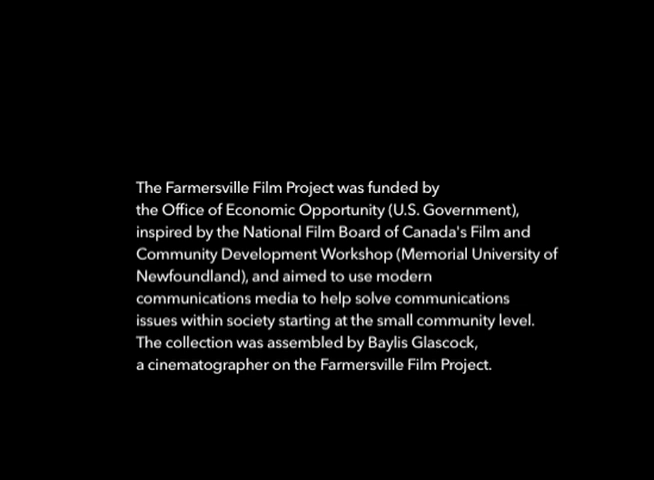 The Farmersville Film Project was funded by
the Office of Economic Opportunity (U.S. Government),
inspired by the National Film Board of Canada's Film and
Community Development Workshop (Memorial University of
Newfoundland), and aimed to use modern
communications media to help solve communications
issues within society starting at the small community level.
The collection was assembled by Baylis Glascock,
a cinematographer on the Farmersville Film Project.